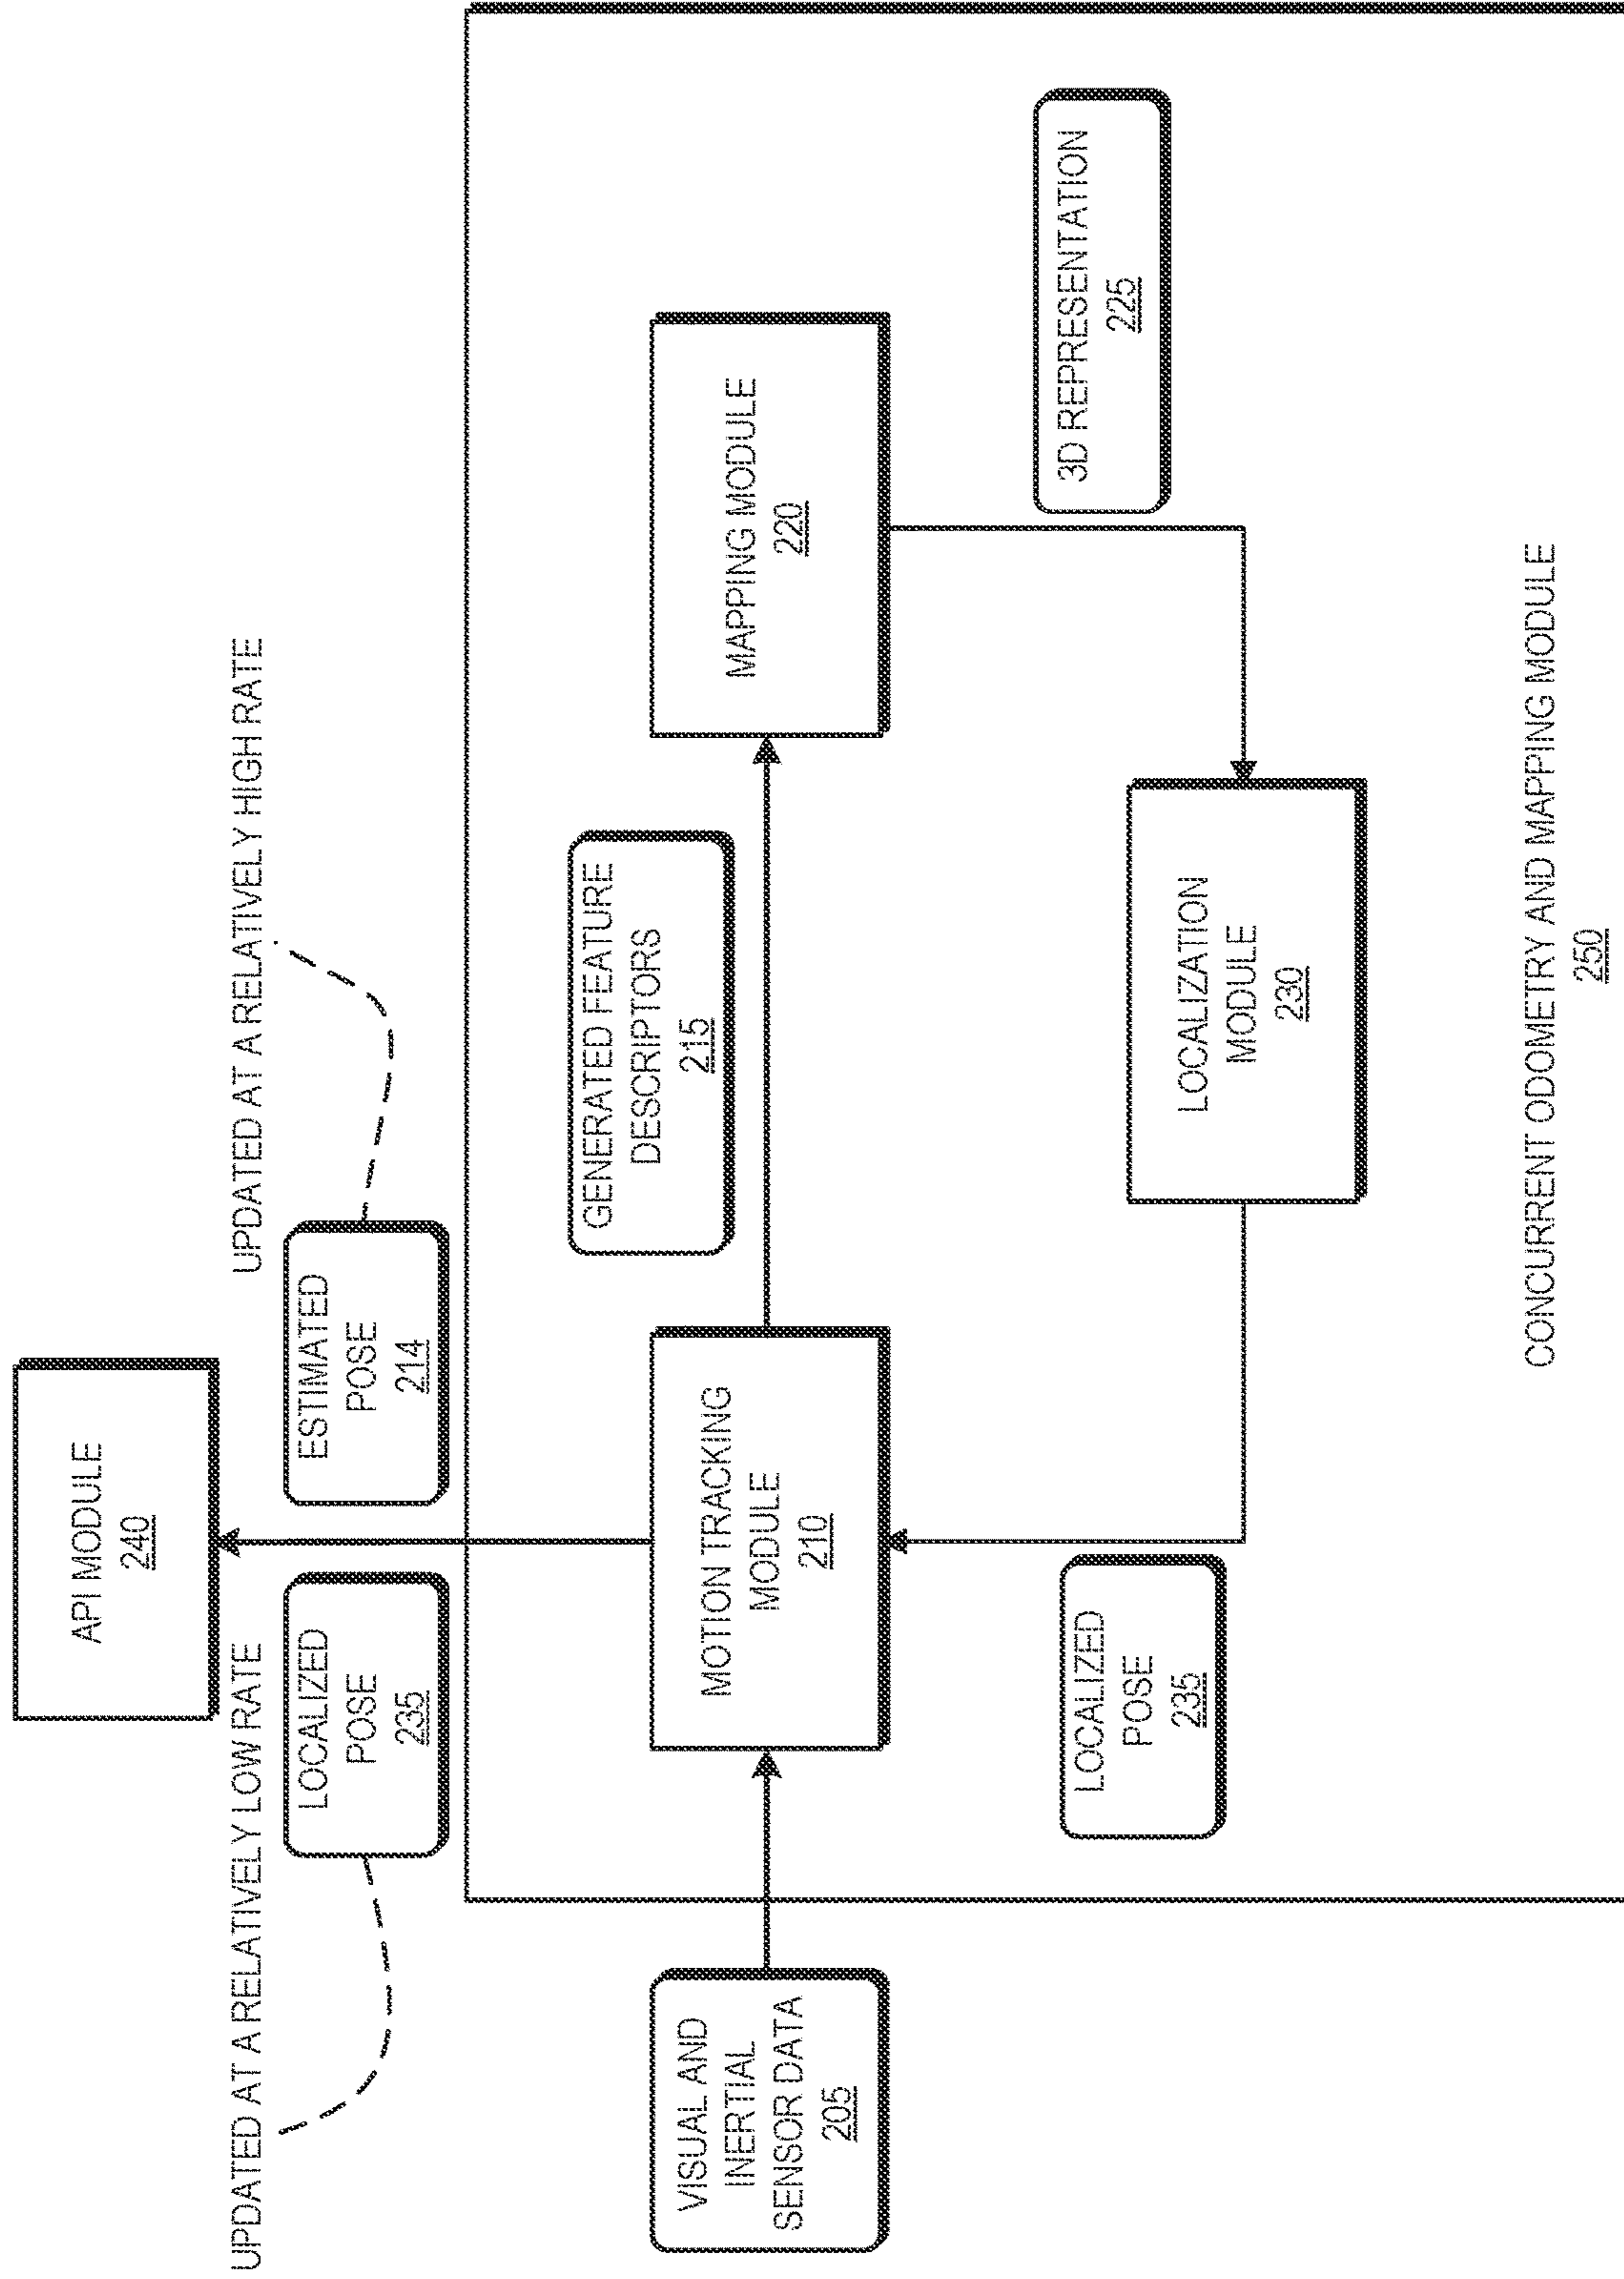 API MODULE
240
UPDATED AT A RELATIVELY LOW RATE
UPDATED AT A RELATIVELY HIGH RATE
LOCALIZED
POSE
235
ESTIMATED
POSE
214
VISUAL AND
INERTIAL
SENSOR DATA
205
MOTION TRACKING
MODULE
210
GENERATED FEATURE
DESCRIPTORS
215
MAPPING MODULE
220
LOCALIZED
POSE
235
LOCALIZATION
MODULE
230
3D REPRESENTATION
225
CONCURRENT ODOMETRY AND MAPPING MODULE
250